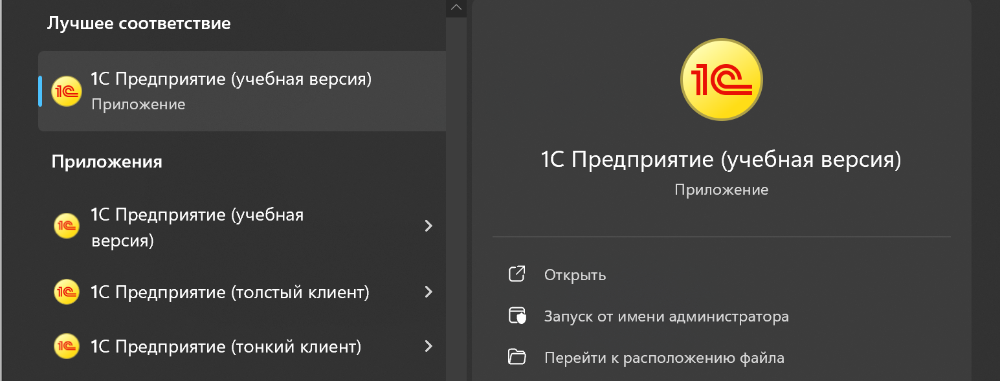 Лучшее соответствие
1С Предприятие (учебная версия)
Приложение
Приложения
1С Предприятие (учебная
версия)
1С Предприятие (толстый клиент)
1С Предприятие (тонкий клиент)
1С Предприятие (учебная версия)
Приложение
Открыть
Запуск от имени администратора
Перейти к расположению файла